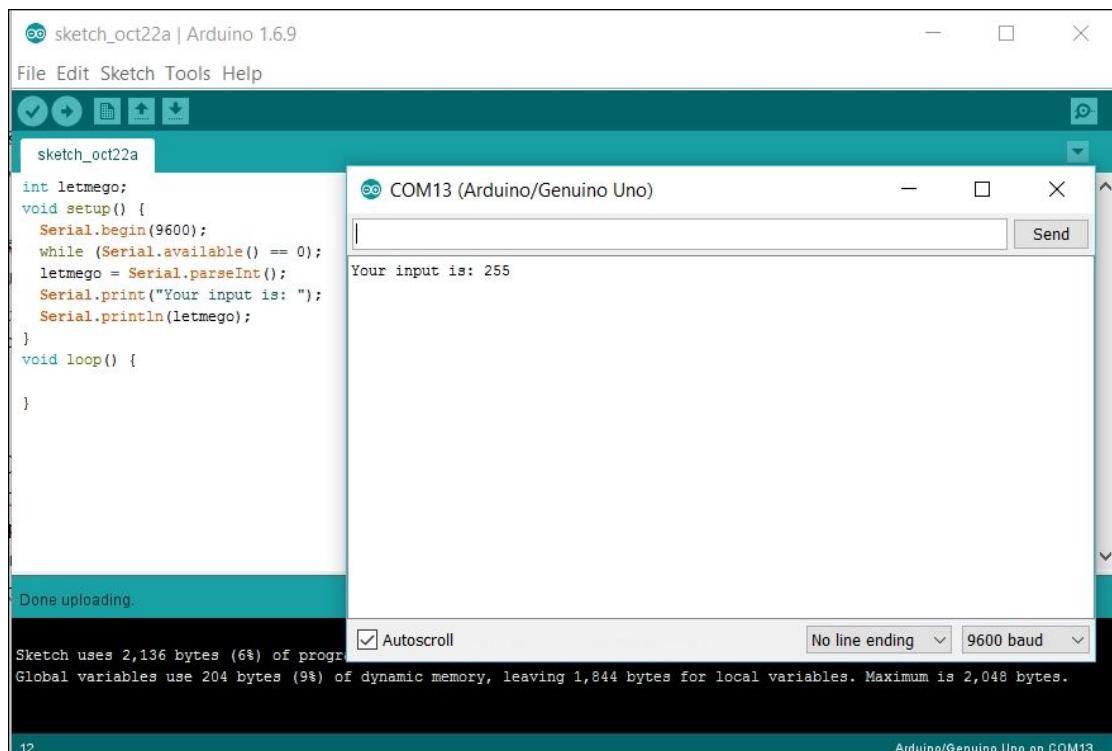 sketch_oct22a | Arduino 1.6.9
File Edit Sketch Tools Help
sketch_oct22a
int letmego;
void setup() {
  Serial.begin(9600);
  while (Serial.available() == 0);
  letmego = Serial.parseInt();
  Serial.print("Your input is: ");
  Serial.println(letmego);
}
void loop() {
}
COM13 (Arduino/Genuino Uno)
Send
Your input is: 255
Autoscroll
No line ending
9600 baud
Done uploading.
Sketch uses 2,136 bytes (6%) of
Global variables use 204 bytes (9%) of dynamic memory, leaving 1,844 bytes for local variables. Maximum is 2,048 bytes.
12
Arduino/Genuino Uno on COM13